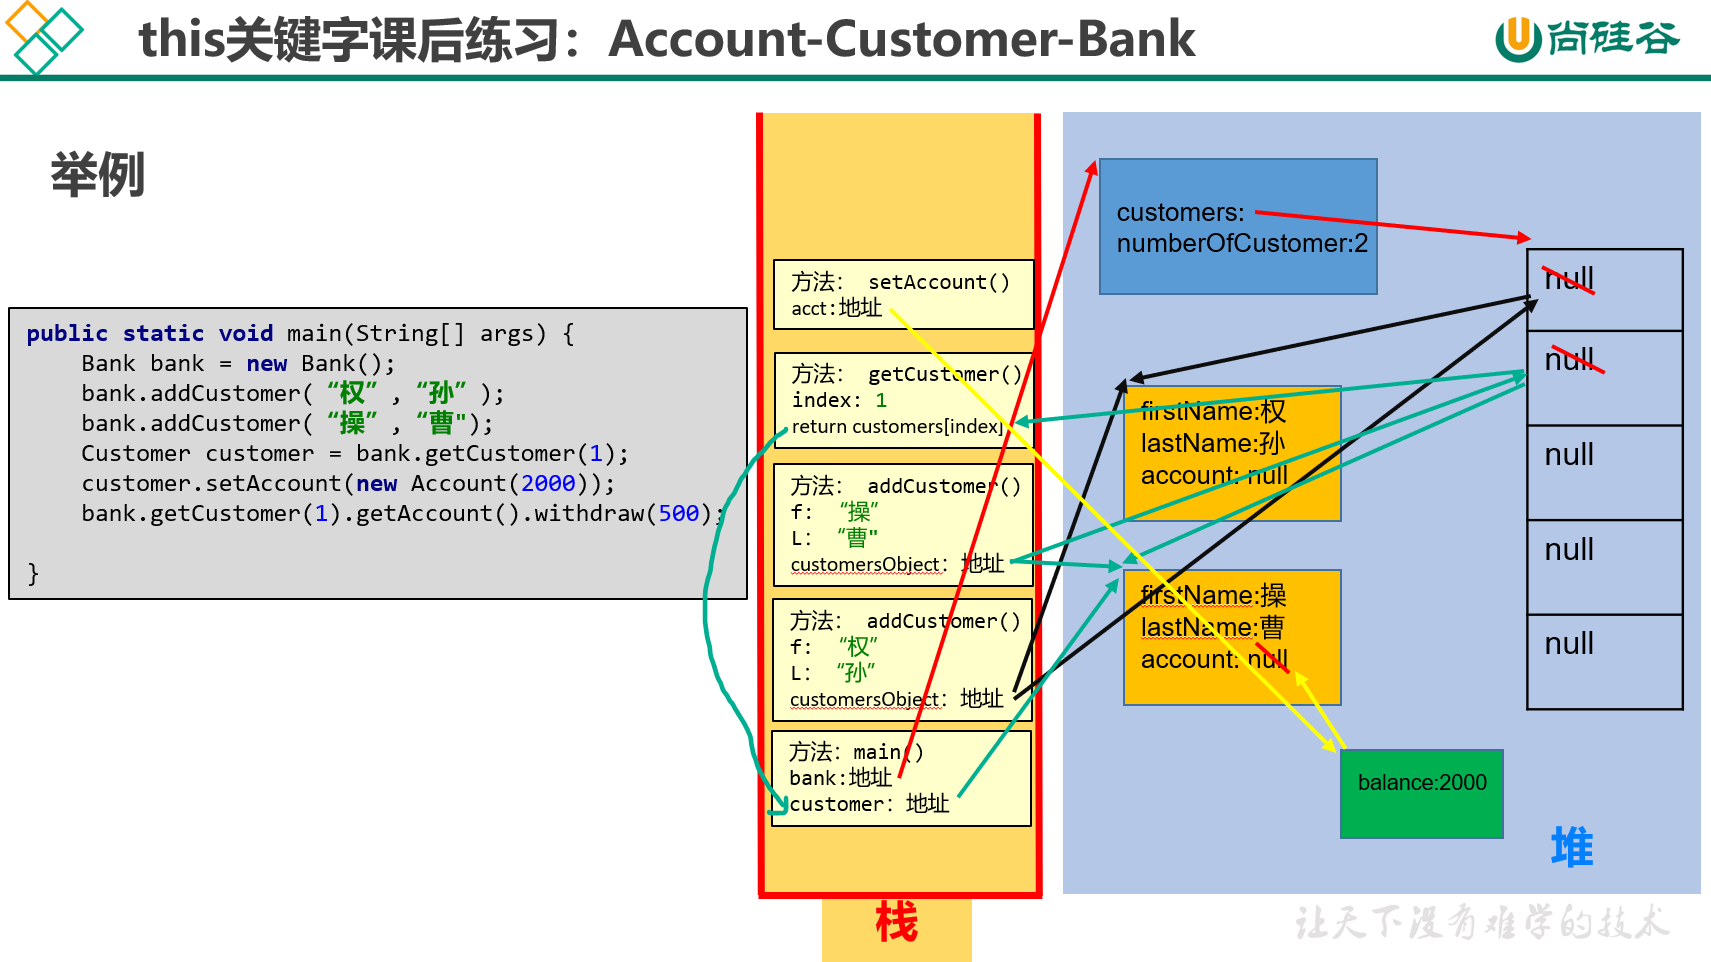 this关键字课后练习：Account-Customer-Bank
尚硅谷
举例
public static void main(String[] args) {
Bank bank = new Bank();
bank.addCustomer( “权” , “孙” );
bank.addCustomer( “操” , “曹");
Customer customer = bank.getCustomer(1);
customer.setAccount(new Account(2000));
bank.getCustomer(1).getAccount().withdraw(500);
}
方法： setAccount()
acct:地址
方法： getCustomer()
index: 1
return customers[index]
方法： addCustomer()
f: “操”
L: “曹"
customersObject：地址
方法： addCustomer()
f: “权”
L: “孙”
customersObject：地址
方法：main()
bank:地址
customer：地址
栈
customers:
numberOfCustomer:2
firstName:权
lastName:孙
account: null
firstName:操
lastName:曹
account: null
balance:2000
null
null
null
null
null
堆
让天下没有难学的技术